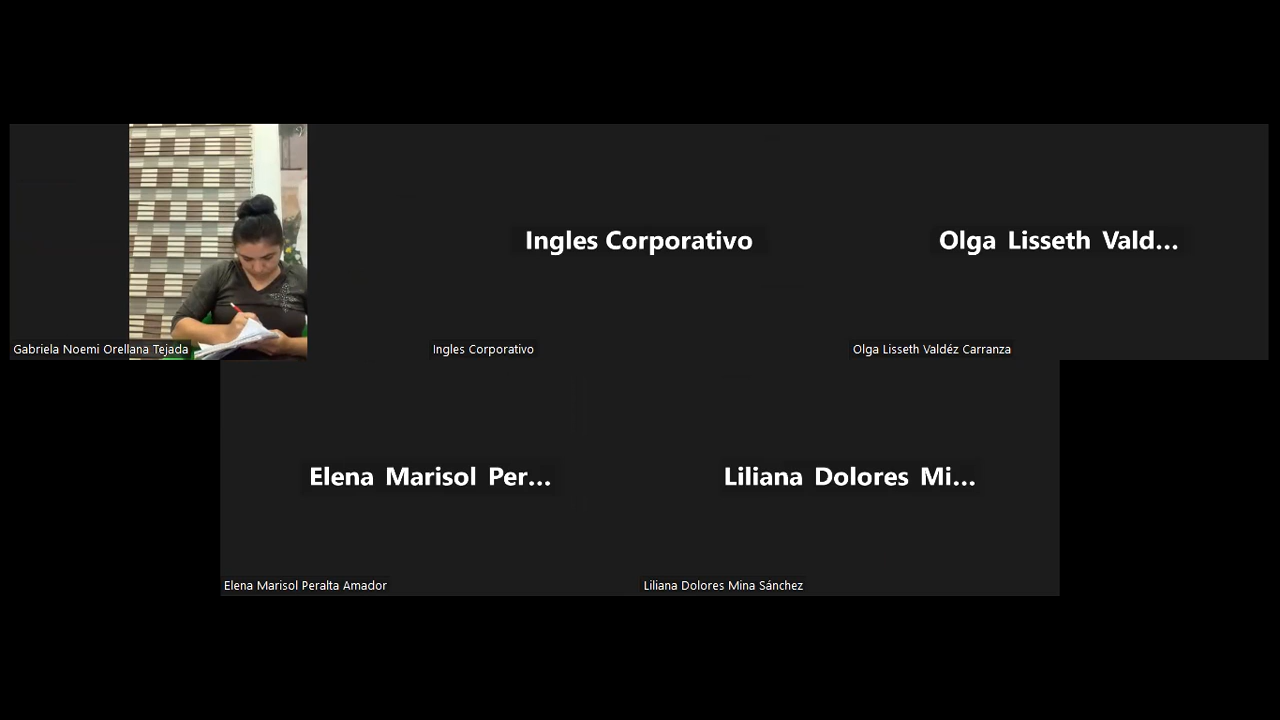 Ingles Corporativo
Olga Lisseth Vald...
Gabriela Noemi Orellana Tejada
Ingles Corporativo
Olga Lisseth Valdéz Carranza
Elena Marisol Per...
Liliana Dolores Mi...
Elena Marisol Peralta Amador
Liliana Dolores Mina Sánchez